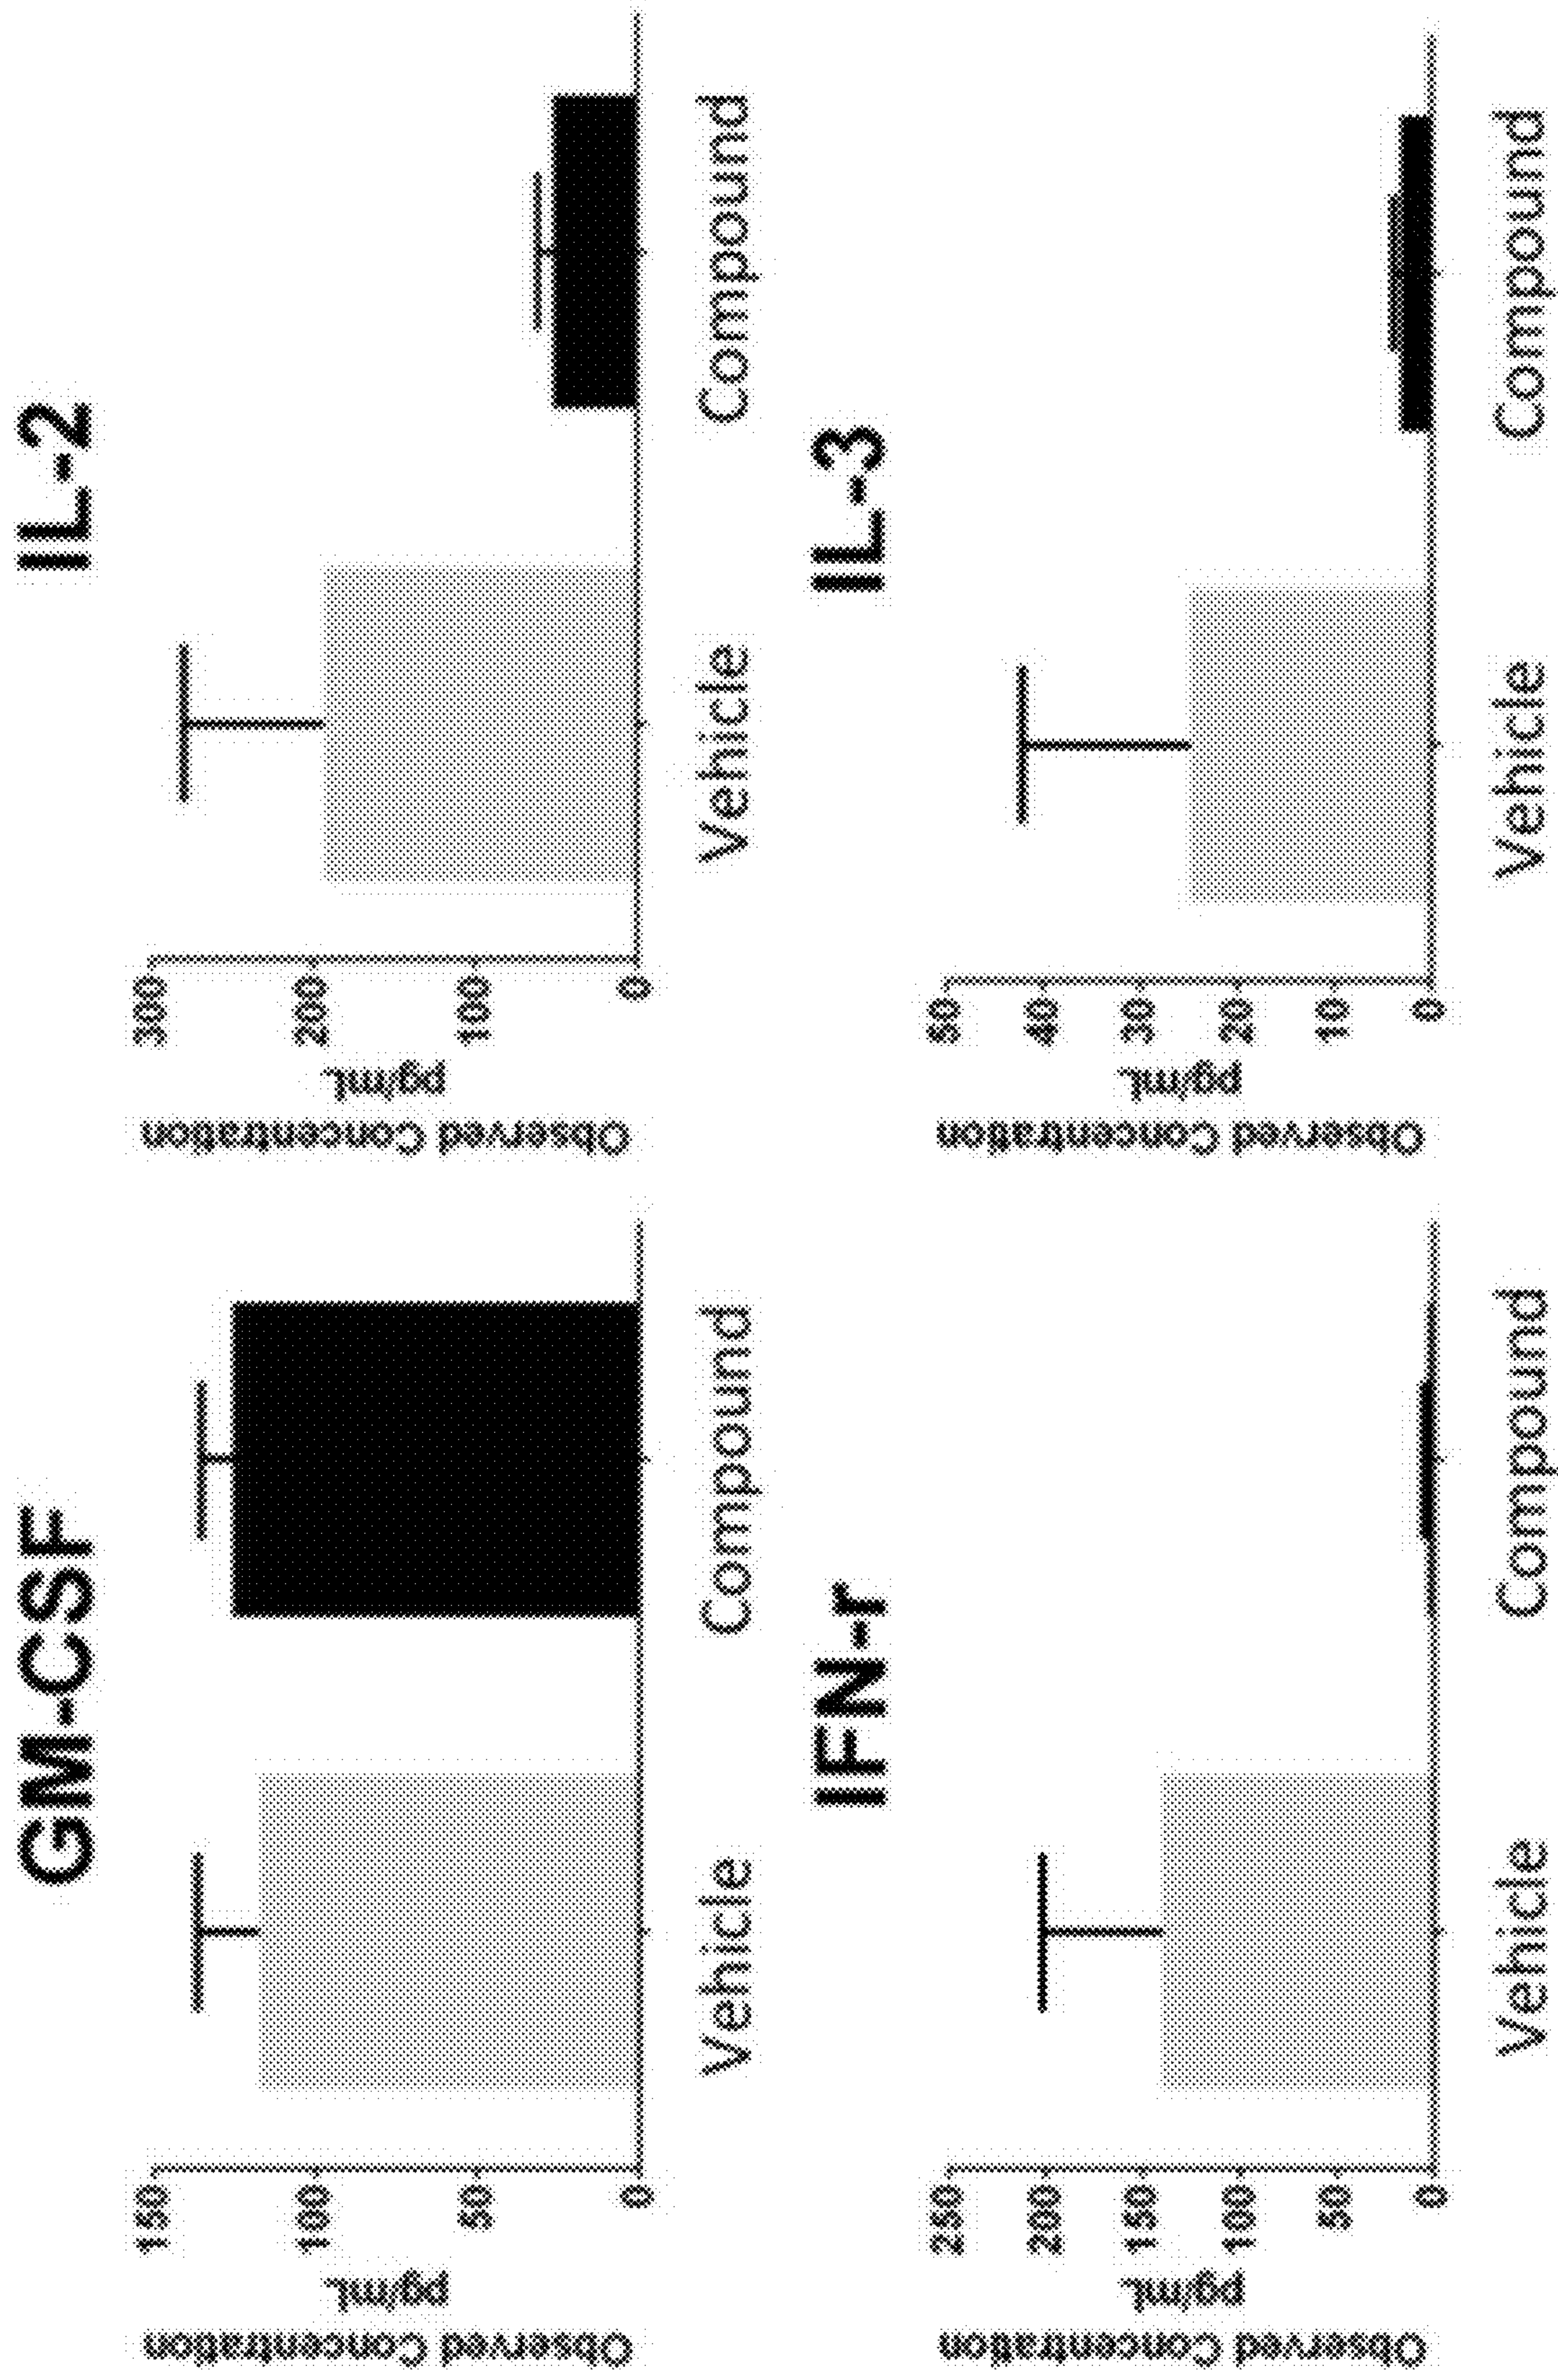 GM-CSF
Observed Concentration
pg/mL
150
100
50
0
Vehicle Compound
IL-2
Observed Concentration
pg/mL
300
200
100
0
Vehicle Compound
IFN-r
Observed Concentration
pg/mL
250
200
150
100
50
0
Vehicle Compound
IL-3
Observed Concentration
pg/mL
50
40
30
20
10
0
Vehicle Compound